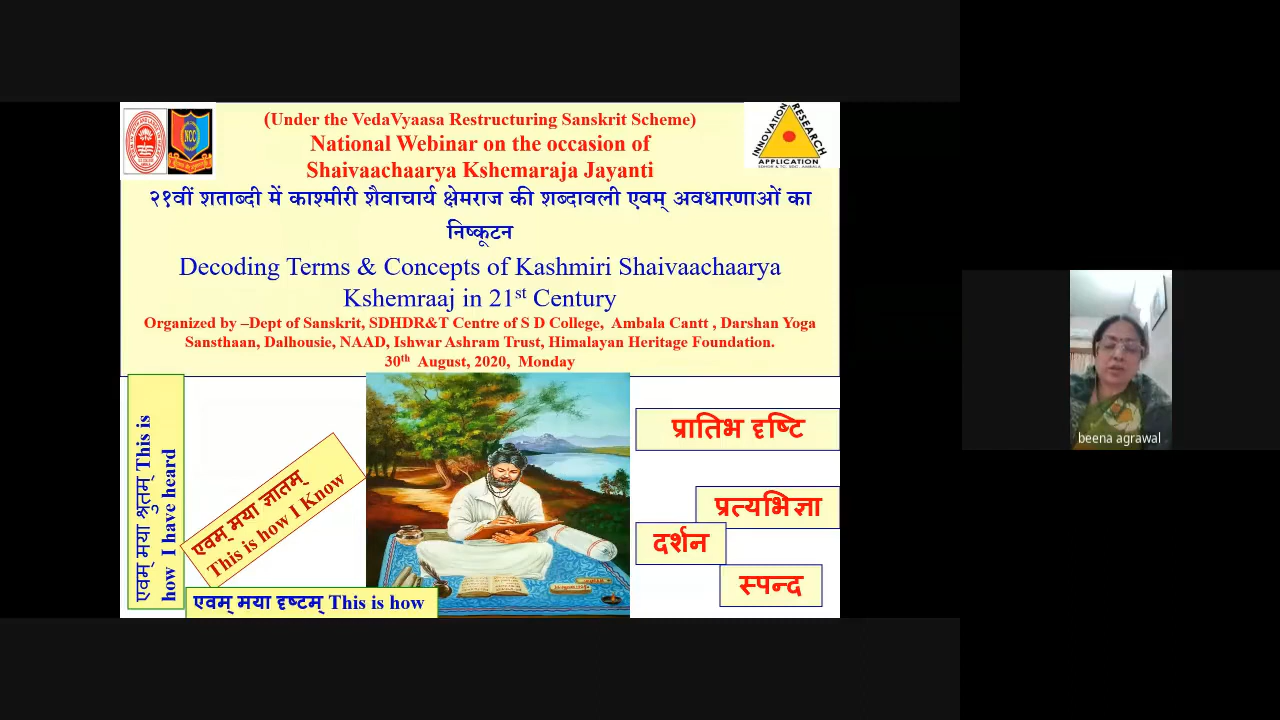 (Under the VedaVyaasa Restructuring Sanskrit Scheme)
National Webinar on the occasion of
Shaivaachaarya Kshemaraja Jayanti
२१वीं शताब्दी में काश्मीरी शैवाचार्य क्षेमराज की शब्दावली एवम् अवधारणाओं का
निष्कूटन
Decoding Terms & Concepts of Kashmiri Shaivaachaarya
Kshemraaj in 21st Century
Organized by –Dept of Sanskrit, SDHDR&T Centre of S D College, Ambala Cantt , Darshan Yoga
Sansthaan, Dalhousie, NAAD, Ishwar Ashram Trust, Himalayan Heritage Foundation.
30th August, 2020, Monday
NCC
INNOVATION RESEARCH
APPLICATION
एवम् मया श्रुतम् This is
how I have heard
एवम् मया ज्ञातम्
This is how I Know
एवम् मया दृष्टम् This is how
प्रातिभ दृष्टि
प्रत्यभिज्ञा
दर्शन
स्पन्द
beena agrawal